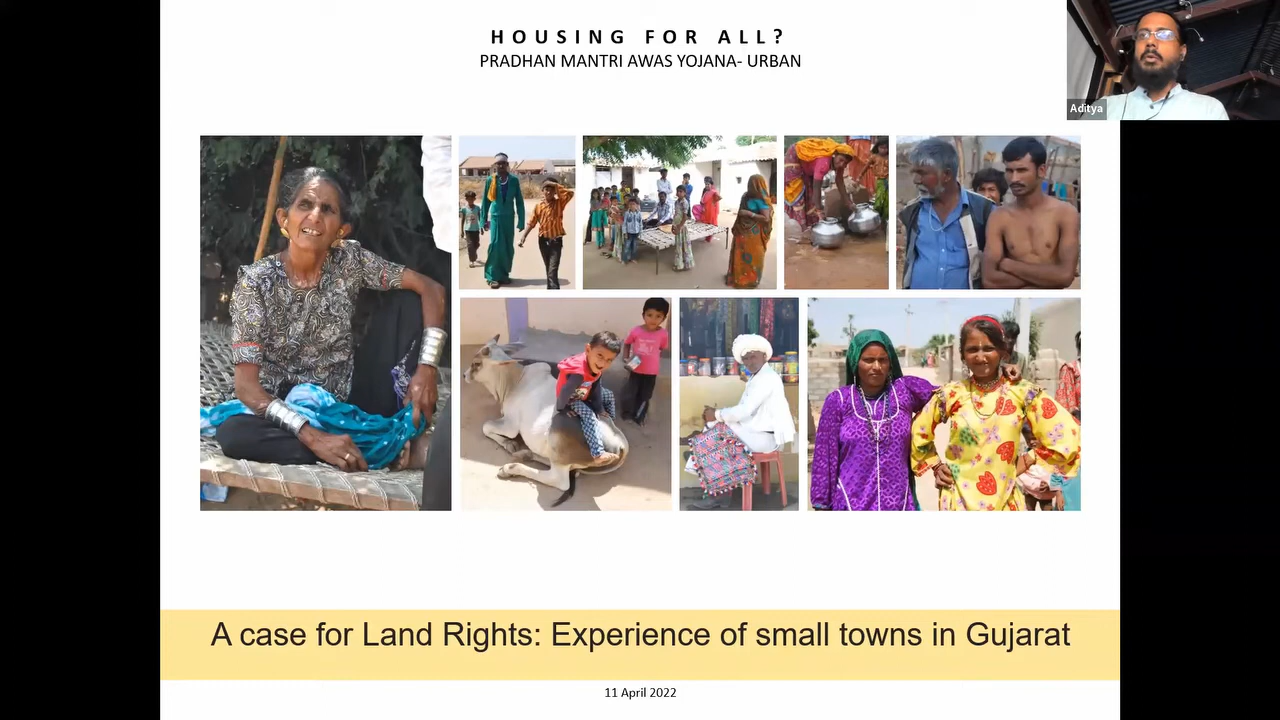 HOUSING FOR ALL?
PRADHAN MANTRI AWAS YOJANA- URBAN
Aditya
A case for Land Rights: Experience of small towns in Gujarat
11 April 2022